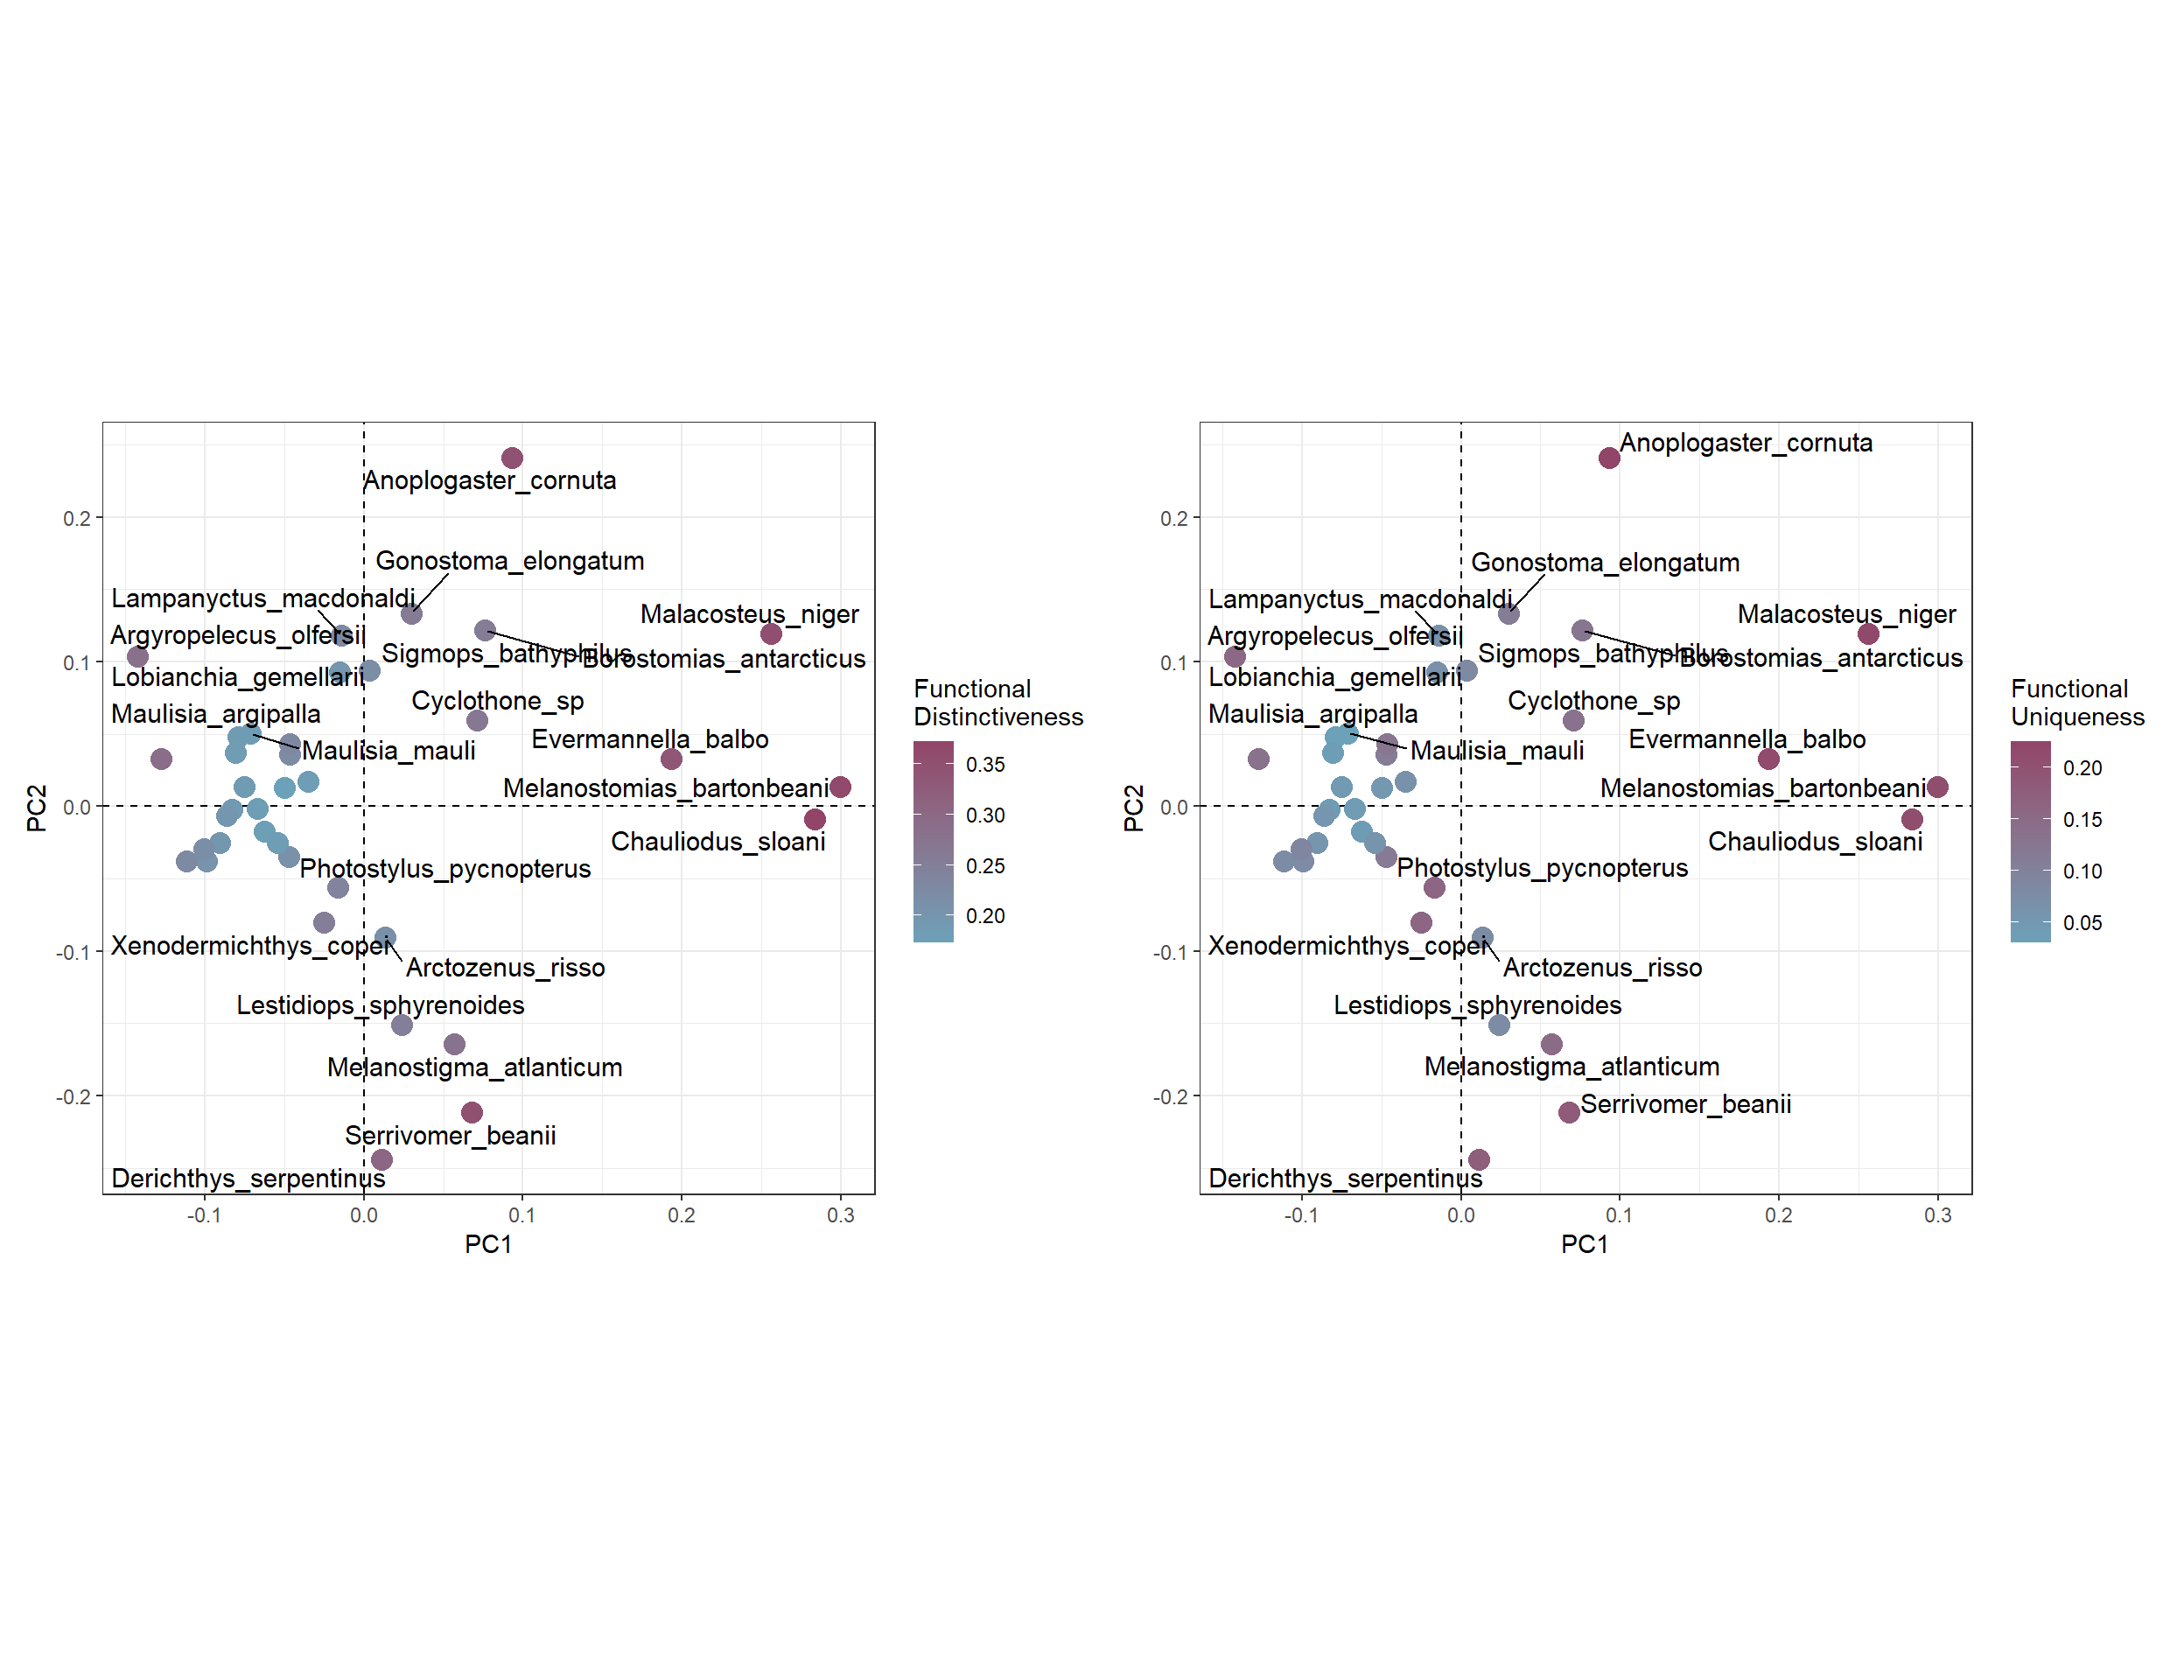 Anoplogaster_cornuta
Gonostoma_elongatum
Lampanyctus_macdonaldi
Malacosteus_niger
Argyropelecus_olfersii
Sigmops_bathyphilus
Borostomias_antarcticus
Lobianchia_gemellarii
Cyclothone_sp
Maulisia_argipalla
Evermannella_balbo
Maulisia_mauli
Melanostomias_bartonbeani
Chauliodus_sloani
Photostylus_pycnopterus
Xenodermichthys_copei
Arctozenus_risso
Lestidiops_sphyrenoides
Melanostigma_atlanticum
Serrivomer_beanii
Derichthys_serpentinus
0.2
0.1
0.0
-0.1
-0.2
PC2
-0.1 0.0 0.1 0.2 0.3
PC1
Functional
Distinctiveness
0.35
0.30
0.25
0.20
Anoplogaster_cornuta
Gonostoma_elongatum
Lampanyctus_macdonaldi
Malacosteus_niger
Argyropelecus_olfersii
Sigmops_bathyphilus
Borostomias_antarcticus
Lobianchia_gemellarii
Cyclothone_sp
Maulisia_argipalla
Evermannella_balbo
Maulisia_mauli
Melanostomias_bartonbeani
Chauliodus_sloani
Photostylus_pycnopterus
Xenodermichthys_copei
Arctozenus_risso
Lestidiops_sphyrenoides
Melanostigma_atlanticum
Serrivomer_beanii
Derichthys_serpentinus
0.2
0.1
0.0
-0.1
-0.2
PC2
-0.1 0.0 0.1 0.2 0.3
PC1
Functional
Uniqueness
0.20
0.15
0.10
0.05